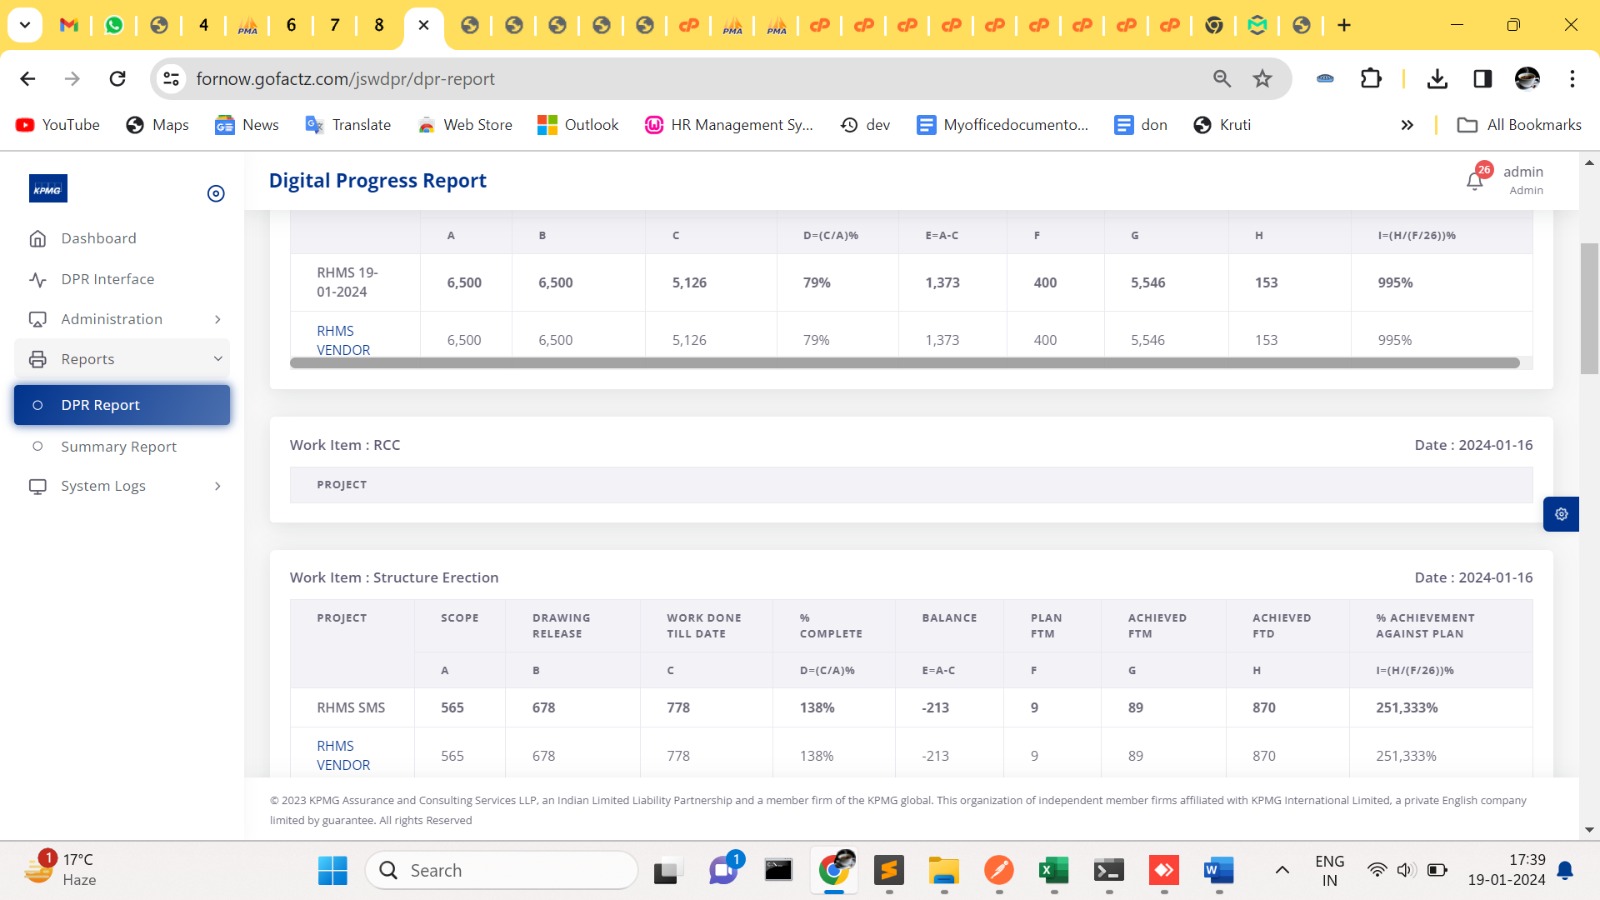 4
PMA
6
7
8
PMA
PMA
fornow.gofactz.com/jswdpr/dpr-report
YouTube Maps News Translate Web Store Outlook HR Management Sy... dev Myofficedocumento... don Kruti » All Bookmarks
KPMG
Dashboard
DPR Interface
Administration
Reports
DPR Report
Summary Report
System Logs
Digital Progress Report
26
admin
Admin
A B C D=(C/A)% E=A-C F G H I=(H/(F/26))%
RHMS 19-
01-2024 6,500 6,500 5,126 79% 1,373 400 5,546 153 995%
RHMS
VENDOR 6,500 6,500 5,126 79% 1,373 400 5,546 153 995%
Work Item : RCC Date : 2024-01-16
PROJECT
Work Item : Structure Erection Date : 2024-01-16
PROJECT SCOPE DRAWING RELEASE WORK DONE TILL DATE % COMPLETE BALANCE PLAN FTM ACHIEVED FTM ACHIEVED FTD % ACHIEVEMENT AGAINST PLAN
A B C D=(C/A)% E=A-C F G H I=(H/(F/26))%
RHMS SMS 565 678 778 138% -213 9 89 870 251,333%
RHMS
VENDOR 565 678 778 138% -213 9 89 870 251,333%
© 2023 KPMG Assurance and Consulting Services LLP, an Indian Limited Liability Partnership and a member firm of the KPMG global. This organization of independent member firms affiliated with KPMG International Limited, a private English company
limited by guarantee. All rights Reserved
1
17°C
Haze
Search
1
ENG
IN
17:39
19-01-2024